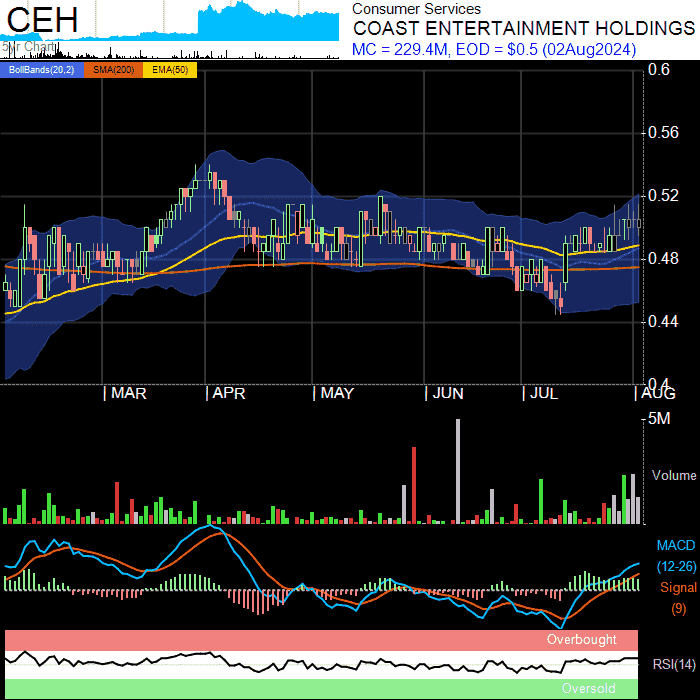 CEH
5yr Chart
Consumer Services
COAST ENTERTAINMENT HOLDINGS
MC = 229.4M, EOD = $0.5 (02Aug2024)
BollBands(20,2) SMA(200) EMA(50)
0.6
0.56
0.52
0.48
0.44
0.4
MAR APR MAY JUN JUL AUG
5M
Volume
MACD
(12-26)
Signal
(9)
Overbought
RSI(14)
Oversold